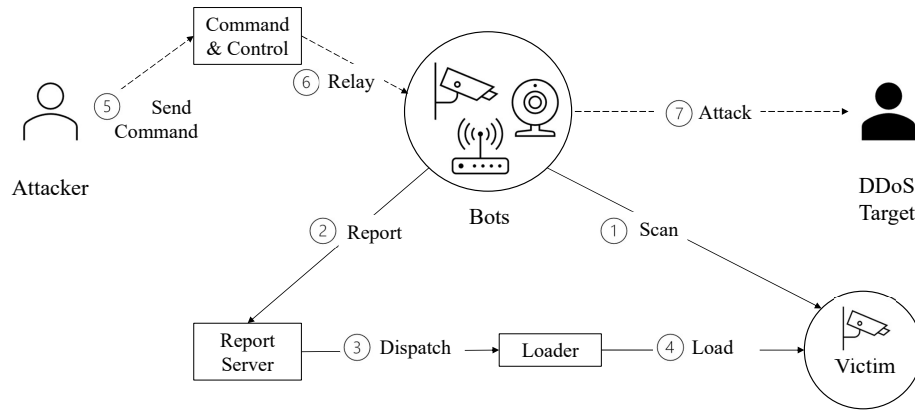 Command
& Control
⑥ Relay
⑤ Send
Command
⑦ Attack
Attacker
Bots
DDoS
Target
② Report
① Scan
Report
Server
③ Dispatch
Loader
④ Load
Victim